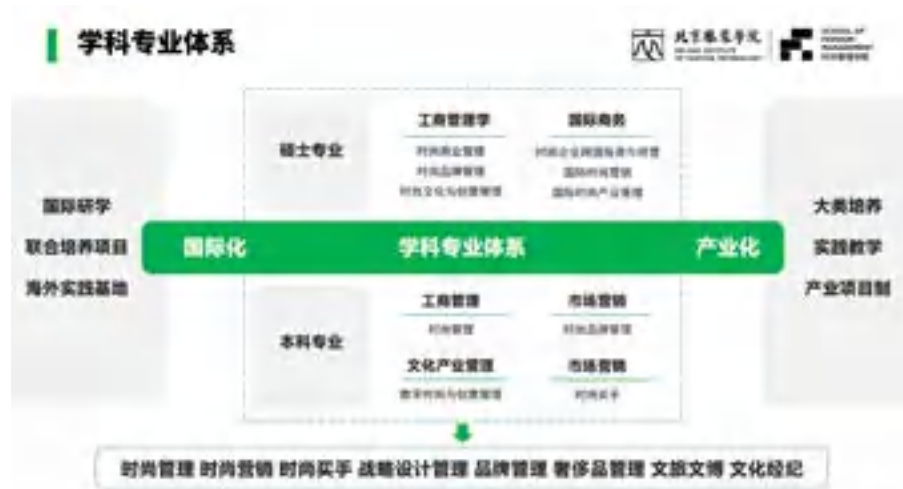 学科专业体系
北京服装学院
硕士专业
工商管理学
时尚商业管理
时尚品牌管理
时尚文化与创意管理
国际商务
国际时尚营销
国际时尚产业管理
国际研学
联合培养项目
海外实践基地
国际化
学科专业体系
产业化
大类培养
实践教学
产业项目制
本科专业
工商管理
时尚管理
市场营销
时尚品牌管理
文化产业管理
数字时尚与创意管理
市场营销
时尚买手
时尚管理 时尚营销 时尚买手 战略设计管理 品牌管理 奢侈品管理 文旅文博 文化经纪